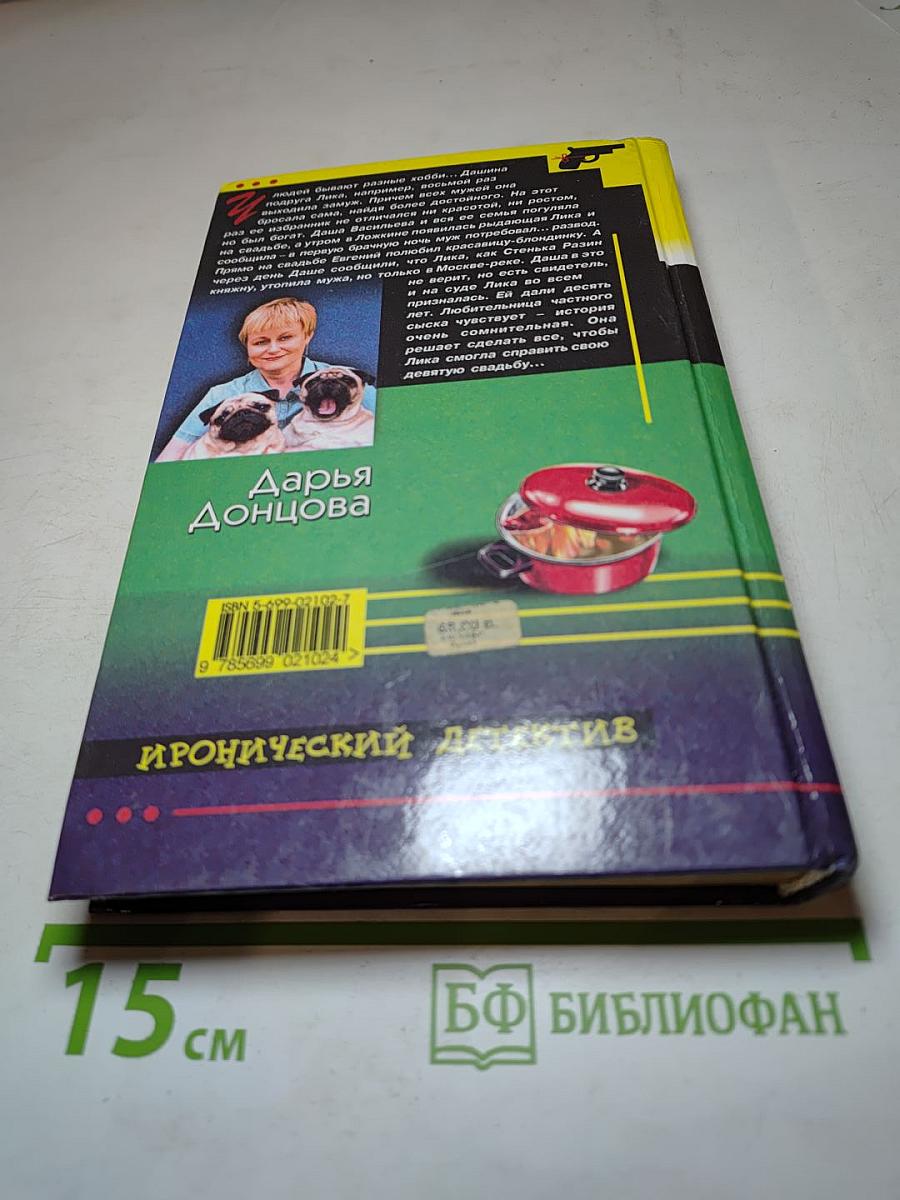 У людей бывают разные хобби... Дашина
подруга Лика, например, восьмой раз
выходила замуж. Причем всех мужей она
бросала сама, найдя более достойного. На этот
раз ее избранник не отличался ни красотой, ни ростом,
но был богат. Даша Васильева и вся ее семья погуляла
на свадьбе, а утром в Ложкине появилась рыдающая Лика и
сообщила – в первую брачную ночь муж потребовал... развод.
Прямо на свадьбе Евгений полюбил красавицу-блондинку. А
через день Даше сообщили, что Лика, как Стенька Разин
княжну, утопила мужа, но только в Москве-реке. Даша в это
не верит, но есть свидетель,
и на суде Лика во всем
призналась. Ей дали десять
лет. Любительница частного
сыска чувствует – история
очень сомнительная. Она
решает сделать все, чтобы
Лика смогла справить свою
девятую свадьбу...
Дарья
Донцова
ISBN 5-699-02102-7
9 785699 021024 >
ИРОНИЧЕСКИЙ ДЕТЕКТИВ
15 см
БФ БИБЛИОФАН